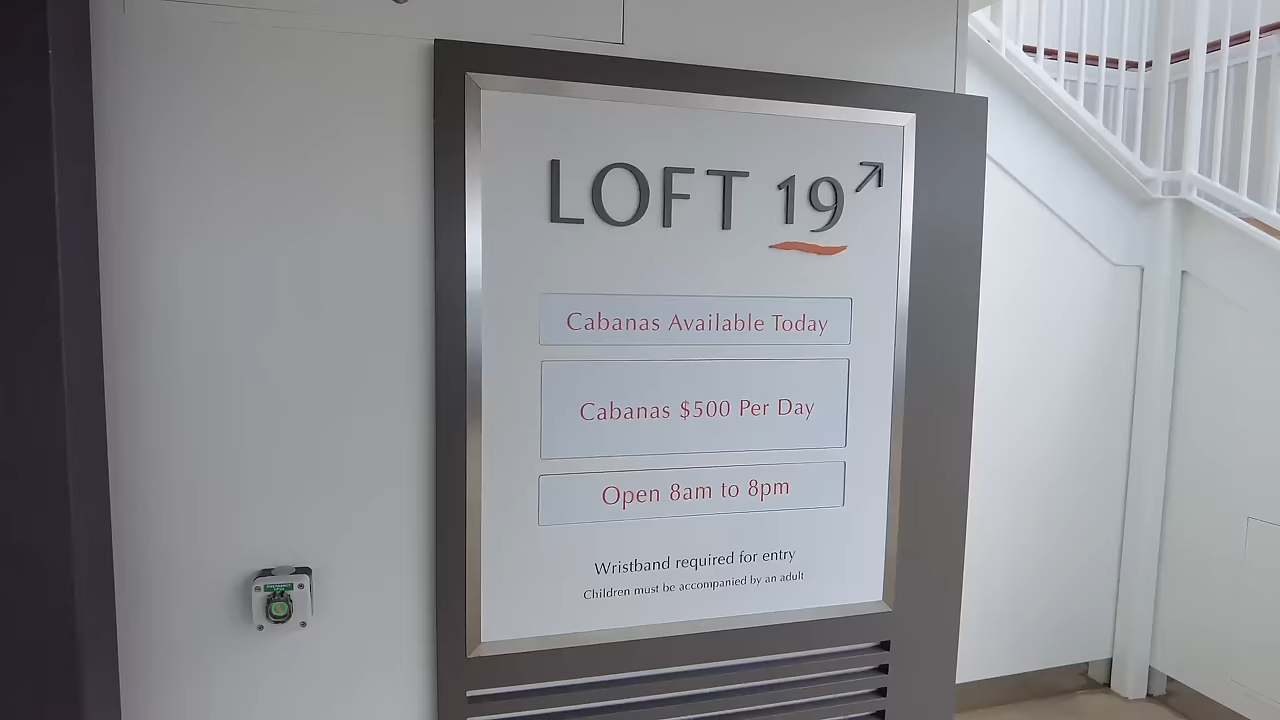 LOFT 19
Cabanas Available Today
Cabanas $500 Per Day
Open 8am to 8pm
Wristband required for entry
Children must be accompanied by an adult